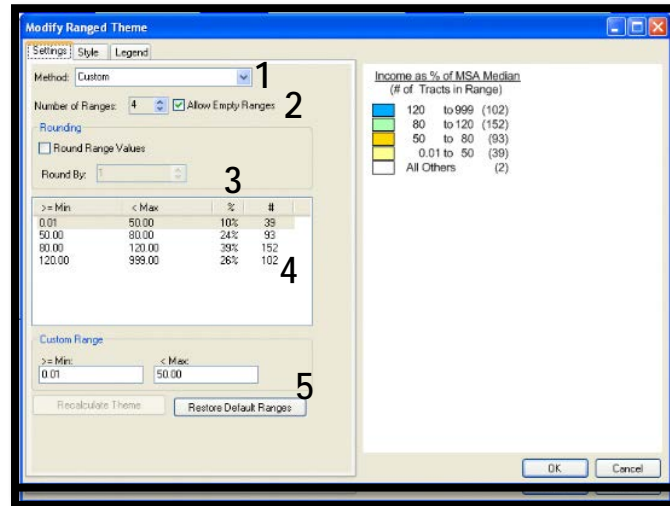 Modify Ranged Theme
Settings Style Legend
Method: Custom 1
Number of Ranges: 4 Allow Empty Ranges 2
Rounding
Round Range Values
Round By: 1
3
>= Min < Max % #
0.01 50.00 10% 39
50.00 80.00 24% 93
80.00 120.00 39% 152
120.00 999.00 26% 102
4
Custom Range
>= Min: < Max:
0.01 50.00
5
Recalculate Theme Restore Default Ranges
Income as % of MSA Median
(# of Tracts in Range)
120 to 999 (102)
80 to 120 (152)
50 to 80 (93)
0.01 to 50 (39)
All Others (2)
OK Cancel